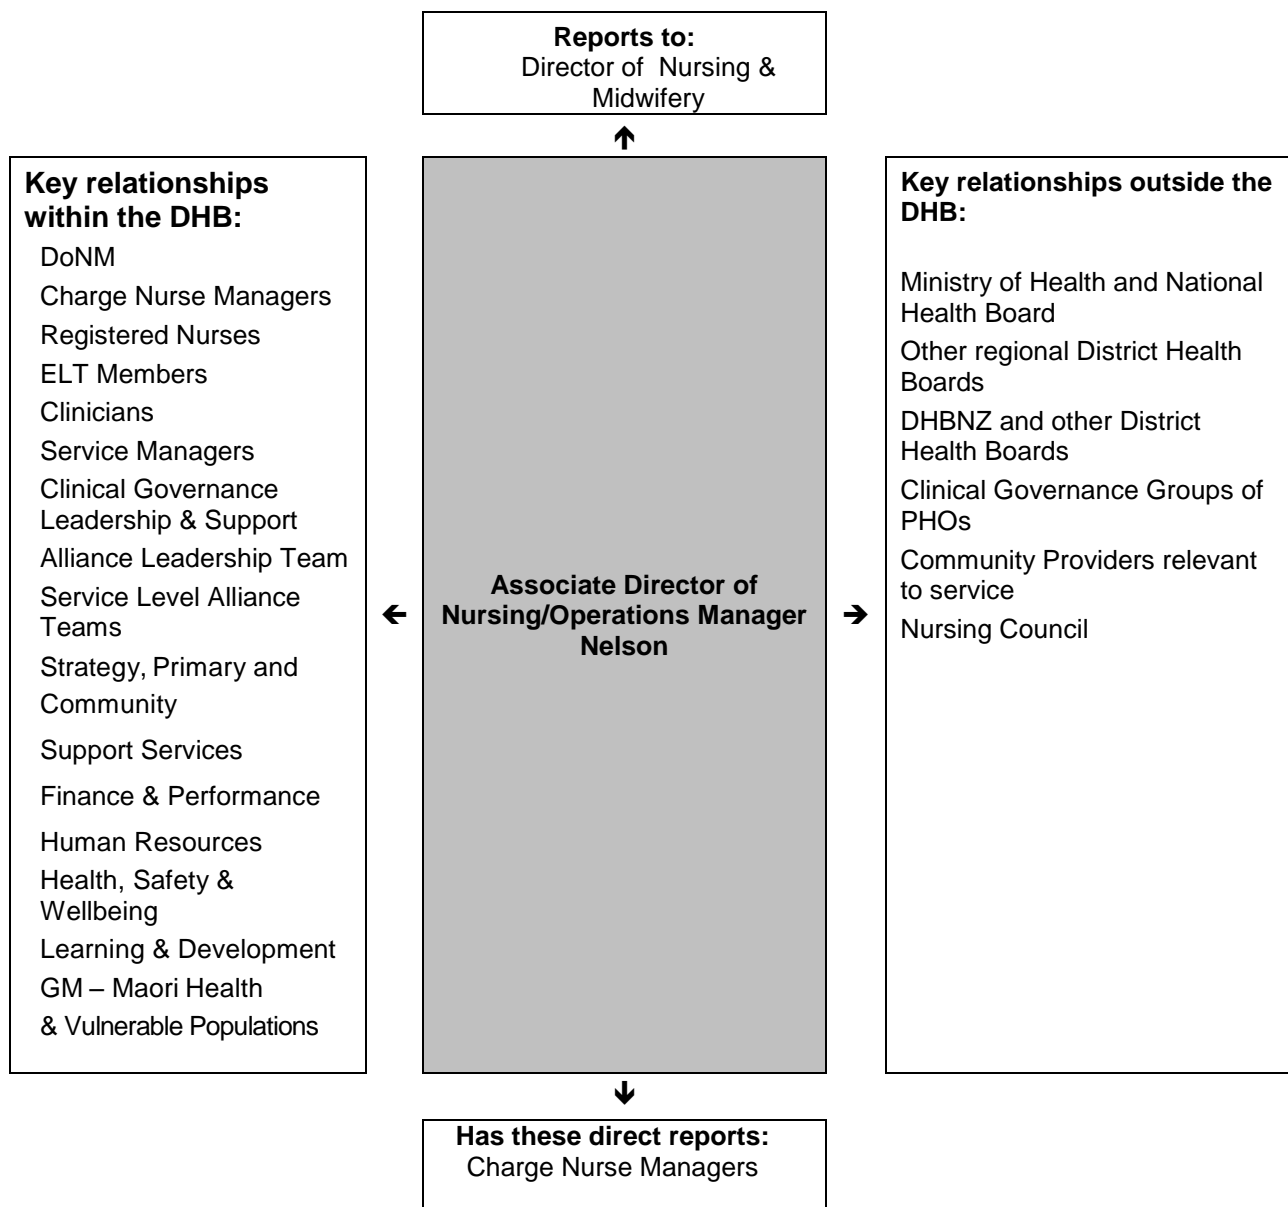 Reports to:
Director of Nursing &
Midwifery
Key relationships
within the DHB:
DoNM
Charge Nurse Managers
Registered Nurses
ELT Members
Clinicians
Service Managers
Clinical Governance
Leadership & Support
Alliance Leadership Team
Service Level Alliance
Teams
Strategy, Primary and
Community
Support Services
Finance & Performance
Human Resources
Health, Safety &
Wellbeing
Learning & Development
GM – Maori Health
& Vulnerable Populations
Associate Director of
Nursing/Operations Manager
Nelson
Key relationships outside the
DHB:
Ministry of Health and National
Health Board
Other regional District Health
Boards
DHBNZ and other District
Health Boards
Clinical Governance Groups of
PHOs
Community Providers relevant
to service
Nursing Council
Has these direct reports:
Charge Nurse Managers